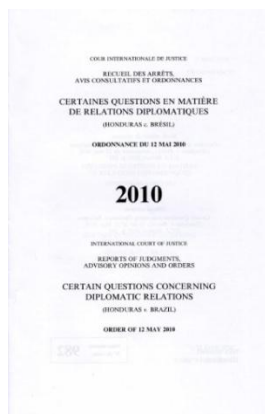 COUR INTERNATIONALE DE JUSTICE
RECUEIL DES ARRÊTS,
AVIS CONSULTATIFS ET ORDONNANCES
CERTAINES QUESTIONS EN MATIÈRE
DE RELATIONS DIPLOMATIQUES
(HONDURAS c. BRÉSIL)
ORDONNANCE DU 12 MAI 2010
2010
INTERNATIONAL COURT OF JUSTICE
REPORTS OF JUDGMENTS,
ADVISORY OPINIONS AND ORDERS
CERTAIN QUESTIONS CONCERNING
DIPLOMATIC RELATIONS
(HONDURAS v. BRAZIL)
ORDER OF 12 MAY 2010